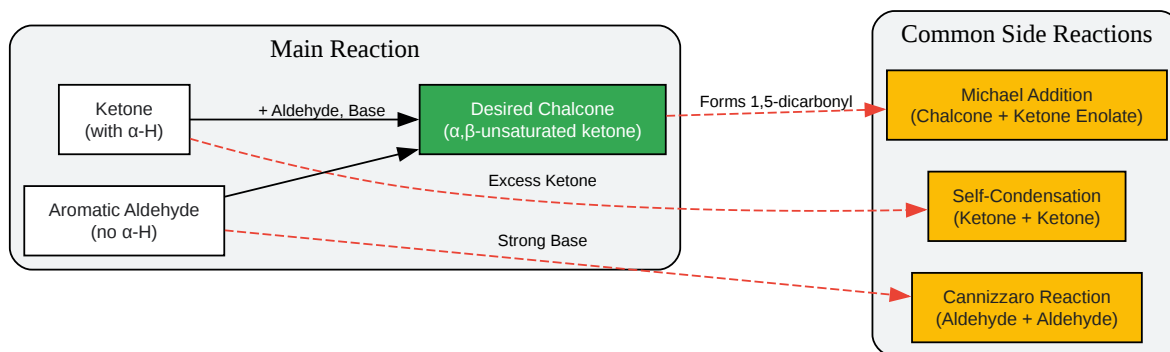 Main Reaction
Ketone
(with α-H)
+ Aldehyde, Base
Desired Chalcone
(α,β-unsaturated ketone)
Aromatic Aldehyde
(no α-H)
Forms 1,5-dicarbonyl
Excess Ketone
Strong Base
Common Side Reactions
Michael Addition
(Chalcone + Ketone Enolate)
Self-Condensation
(Ketone + Ketone)
Cannizzaro Reaction
(Aldehyde + Aldehyde)